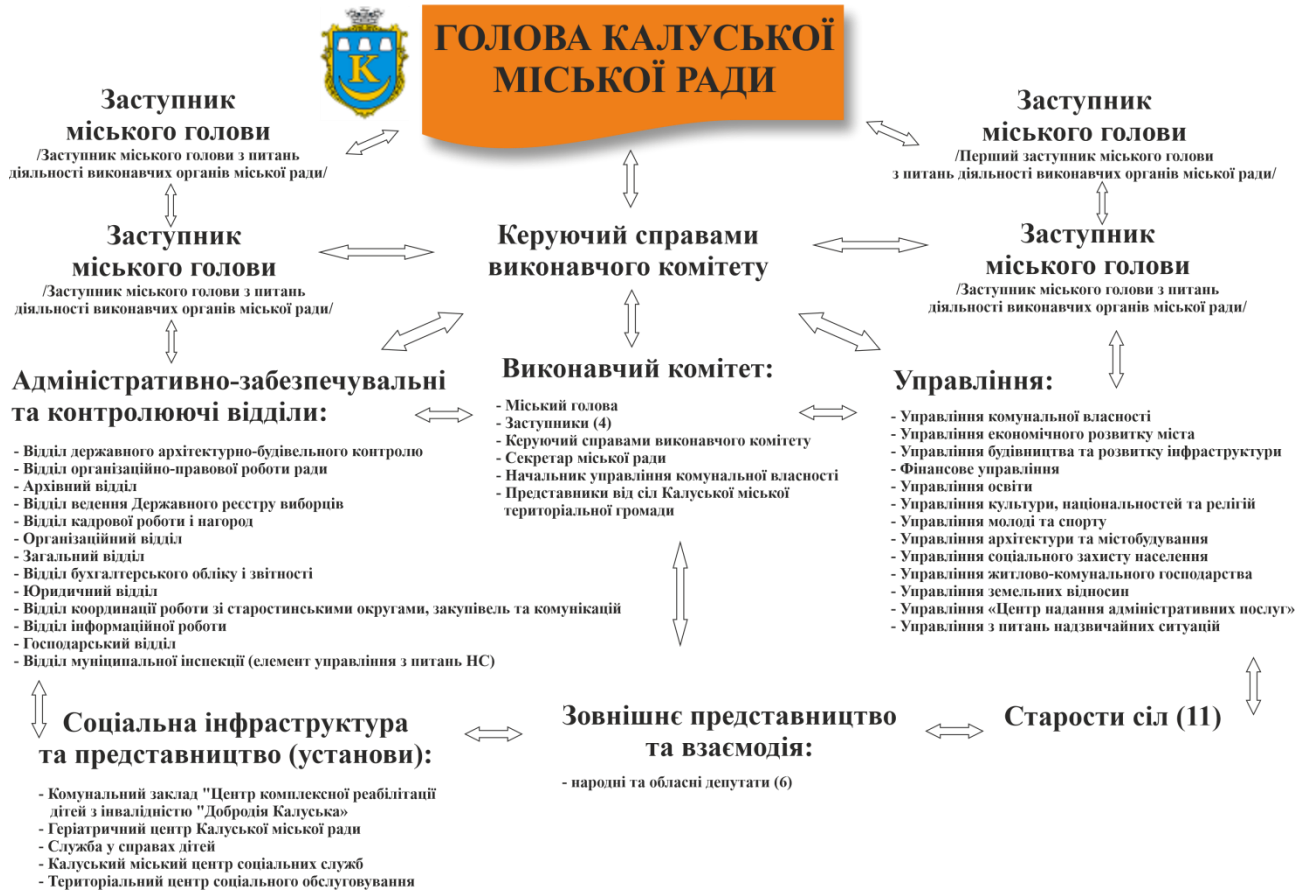 ГОЛОВА КАЛУСЬКОЇ
МІСЬКОЇ РАДИ
К
Заступник
міського голови
/Заступник міського голови з питань
діяльності виконавчих органів міської ради/
Заступник
міського голови
/Перший заступник міського голови
з питань діяльності виконавчих органів міської ради/
Заступник
міського голови
/Заступник міського голови з питань
діяльності виконавчих органів міської ради/
Керуючий справами
виконавчого комітету
Заступник
міського голови
/Заступник міського голови з питань
діяльності виконавчих органів міської ради/
Адміністративно-забезпечувальні
та контролюючі відділи:
- Відділ державного архітектурно-будівельного контролю
- Відділ організаційно-правової роботи ради
- Архівний відділ
- Відділ ведення Державного реєстру виборців
- Відділ кадрової роботи і нагород
- Організаційний відділ
- Загальний відділ
- Відділ бухгалтерського обліку і звітності
- Юридичний відділ
- Відділ координації роботи зі старостинськими округами, закупівель та комунікацій
- Відділ інформаційної роботи
- Господарський відділ
- Відділ муніципальної інспекції (елемент управління з питань НС)
Виконавчий комітет:
- Міський голова
- Заступники (4)
- Керуючий справами виконавчого комітету
- Секретар міської ради
- Начальник управління комунальної власності
- Представники від сіл Калуської міської
територіальної громади
Управління:
- Управління комунальної власності
- Управління економічного розвитку міста
- Управління будівництва та розвитку інфраструктури
- Фінансове управління
- Управління освіти
- Управління культури, національностей та релігій
- Управління молоді та спорту
- Управління архітектури та містобудування
- Управління соціального захисту населення
- Управління житлово-комунального господарства
- Управління земельних відносин
- Управління «Центр надання адміністративних послуг»
- Управління з питань надзвичайних ситуацій
Соціальна інфраструктура
та представництво (установи):
- Комунальний заклад "Центр комплексної реабілітації
дітей з інвалідністю "Добродія Калуська»
- Геріатричний центр Калуської міської ради
- Служба у справах дітей
- Калуський міський центр соціальних служб
- Територіальний центр соціального обслуговування
Зовнішнє представництво
та взаємодія:
- народні та обласні депутати (6)
Старости сіл (11)